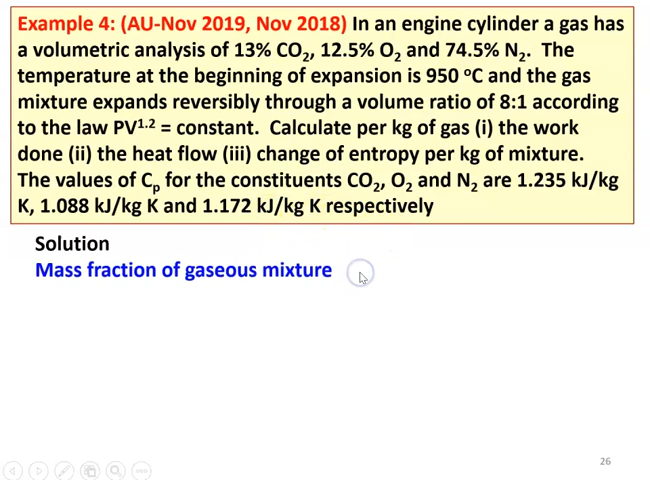 Example 4: (AU-Nov 2019, Nov 2018) In an engine cylinder a gas has
a volumetric analysis of 13% CO₂, 12.5% O₂ and 74.5% N₂. The
temperature at the beginning of expansion is 950 ᵒC and the gas
mixture expands reversibly through a volume ratio of 8:1 according
to the law PV¹·² = constant. Calculate per kg of gas (i) the work
done (ii) the heat flow (iii) change of entropy per kg of mixture.
The values of Cₚ for the constituents CO₂, O₂ and N₂ are 1.235 kJ/kg
K, 1.088 kJ/kg K and 1.172 kJ/kg K respectively
Solution
Mass fraction of gaseous mixture
26